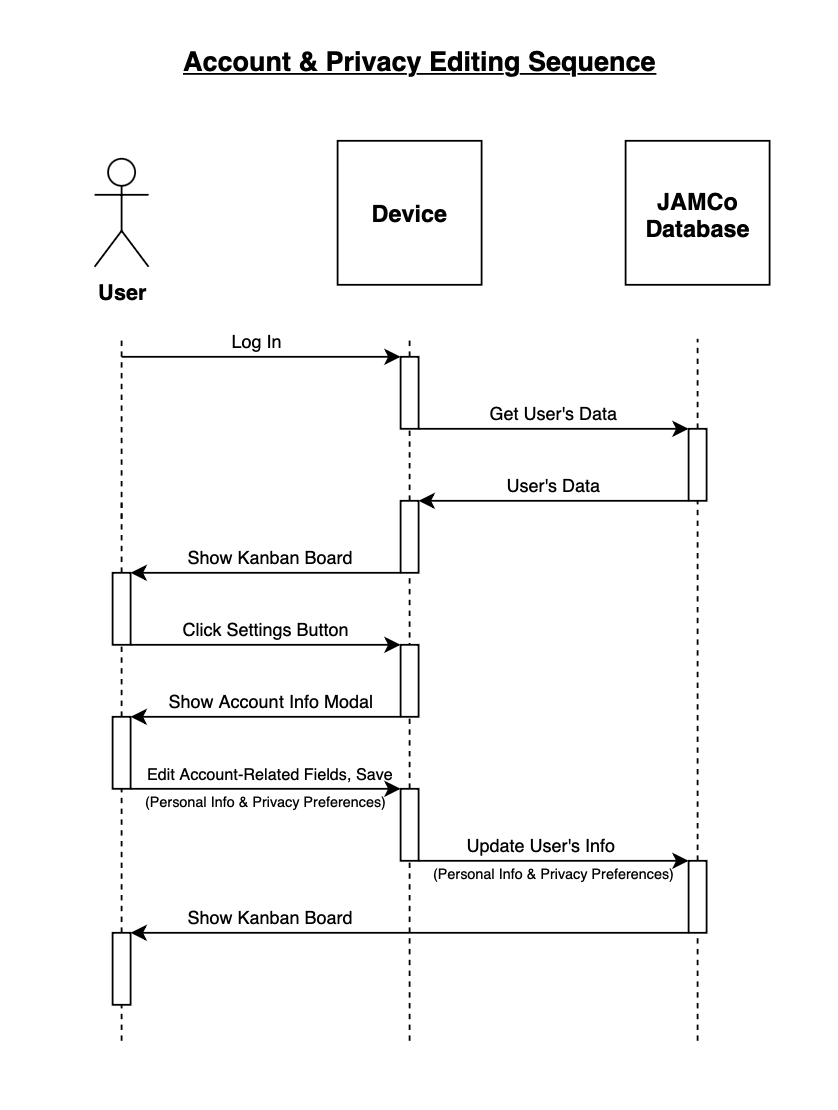 Account & Privacy Editing Sequence
User
Device
JAMCo
Database
Log In
Get User's Data
User's Data
Show Kanban Board
Click Settings Button
Show Account Info Modal
Edit Account-Related Fields, Save
(Personal Info & Privacy Preferences)
Update User's Info
(Personal Info & Privacy Preferences)
Show Kanban Board